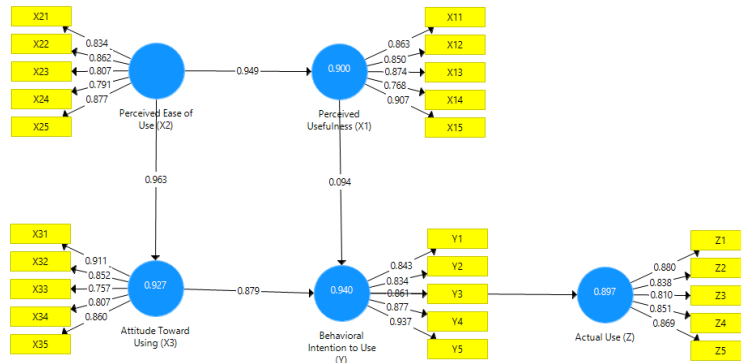 X21
X22
X23
X24
X25
0.834
0.862
0.807
0.791
0.877
Perceived Ease of
Use (X2)
0.949
0.900
Perceived
Usefulness (X1)
0.863
0.850
0.874
0.768
0.907
X11
X12
X13
X14
X15
0.963
0.094
X31
X32
X33
X34
X35
0.911
0.852
0.757
0.807
0.860
0.927
Attitude Toward
Using (X3)
0.879
0.940
Behavioral
Intention to Use
(Y)
0.843
0.834
0.861
0.877
0.937
Y1
Y2
Y3
Y4
Y5
0.897
Actual Use (Z)
0.880
0.838
0.810
0.851
0.869
Z1
Z2
Z3
Z4
Z5